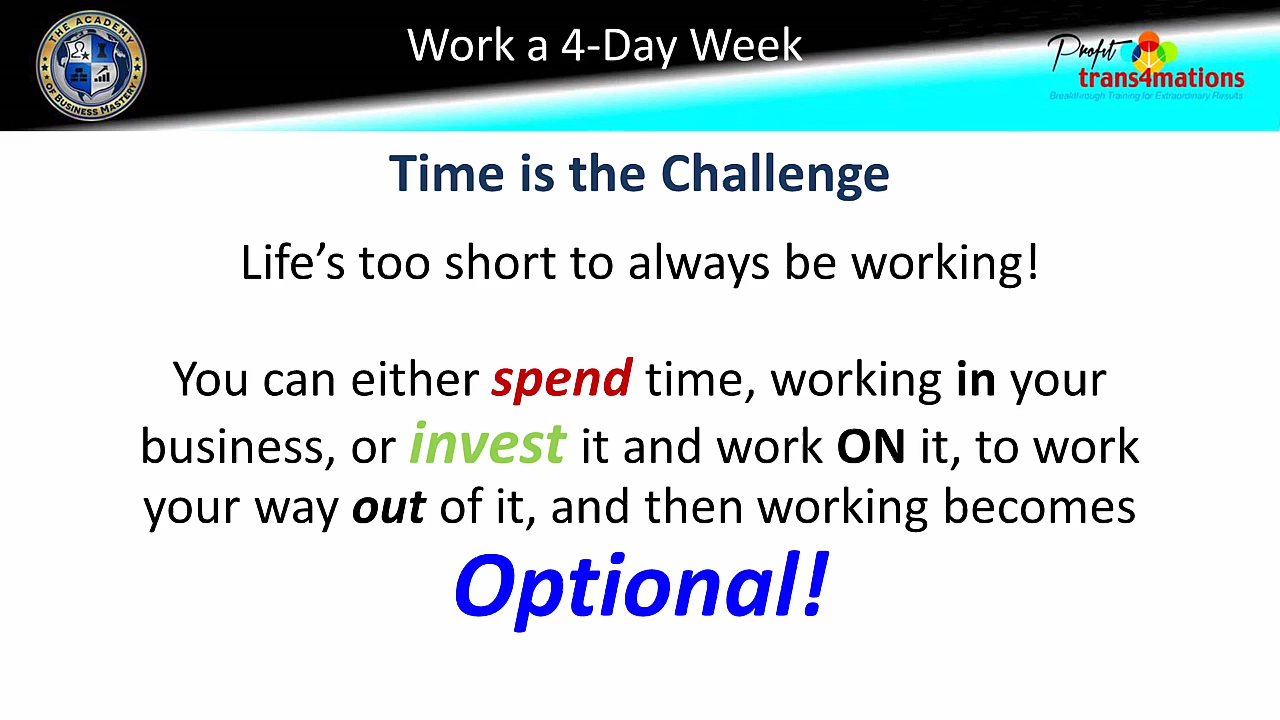 THE ACADEMY
OF BUSINESS MASTERY
Work a 4-Day Week
Profit
trans4mations
Breakthrough Training for Extraordinary Results
Time is the Challenge
Life’s too short to always be working!
You can either spend time, working in your
business, or invest it and work ON it, to work
your way out of it, and then working becomes
Optional!